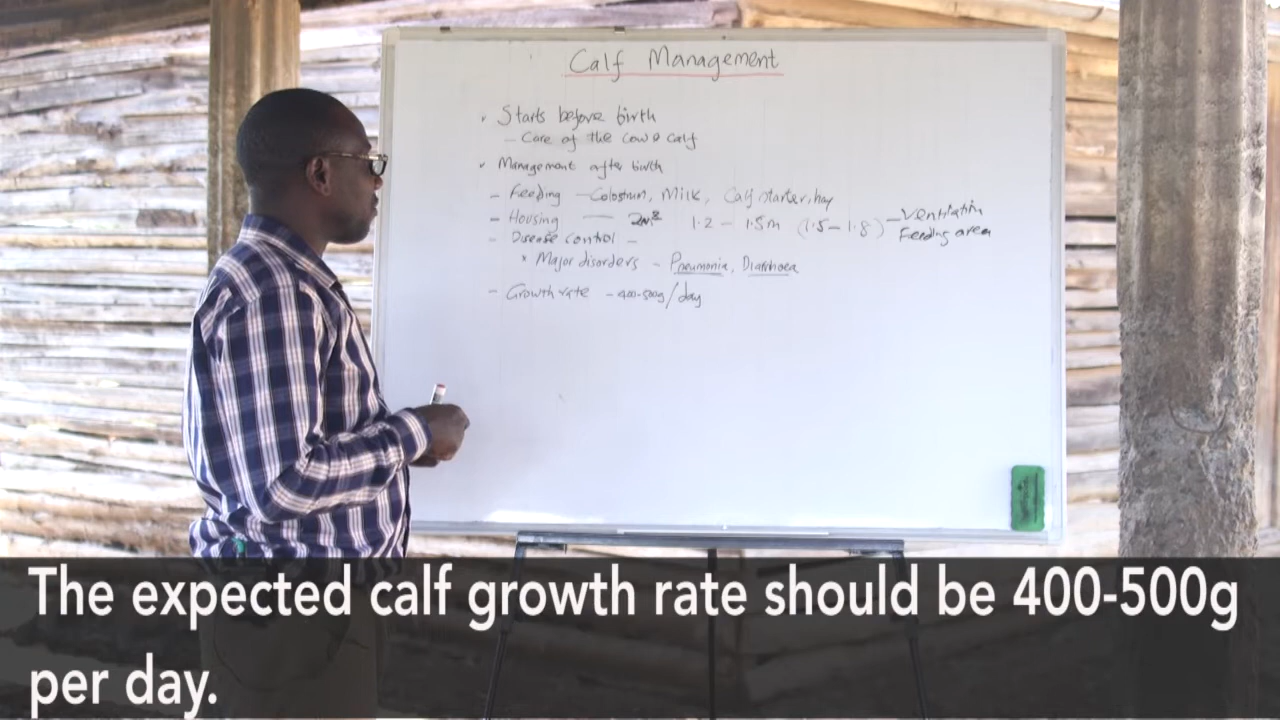 Calf Management
• Starts before birth
- Care of the cow & calf
• Management after birth
- Feeding - Colostrum, Milk, Calf starter, hay
- Housing — 2m² 1.2 - 1.5m (1.5-1.8) - Ventilation
Feeding area
- Disease control -
* Major disorders - Pneumonia, Diarrhoea
- Growth rate - 400-500g/day
The expected calf growth rate should be 400-500g
per day.